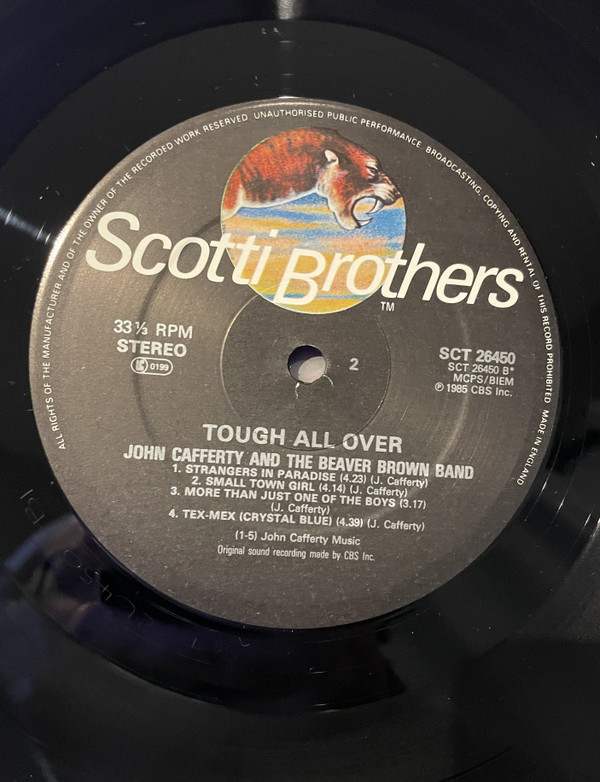 ALL RIGHTS OF THE MANUFACTURER AND OF THE OWNER OF THE RECORDED WORK RESERVED. UNAUTHORISED PUBLIC PERFORMANCE, BROADCASTING, COPYING AND RENTAL OF THIS RECORD PROHIBITED. MADE IN ENGLAND
Scotti Brothers
TM
33 ⅓ RPM
STEREO
0199
2
SCT 26450
SCT 26450 B*
MCPS/BIEM
Ⓟ 1985 CBS Inc.
TOUGH ALL OVER
JOHN CAFFERTY AND THE BEAVER BROWN BAND
1. STRANGERS IN PARADISE (4.23) (J. Cafferty)
2. SMALL TOWN GIRL (4.14) (J. Cafferty)
3. MORE THAN JUST ONE OF THE BOYS (3.17)
(J. Cafferty)
4. TEX-MEX (CRYSTAL BLUE) (4.39) (J. Cafferty)
(1-5) John Cafferty Music
Original sound recording made by CBS Inc.